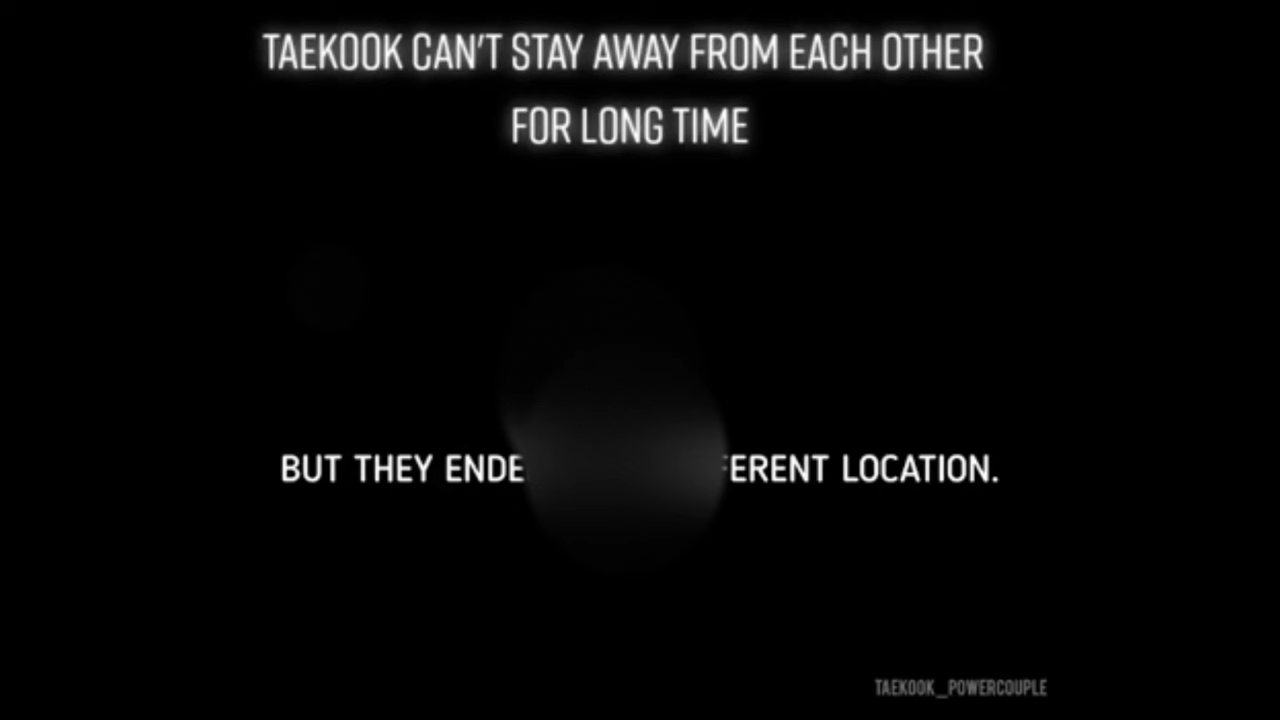 TAEKOOK CAN'T STAY AWAY FROM EACH OTHER
FOR LONG TIME
BUT THEY LOCATION.
TAEKOOK_POWERCOUPLE